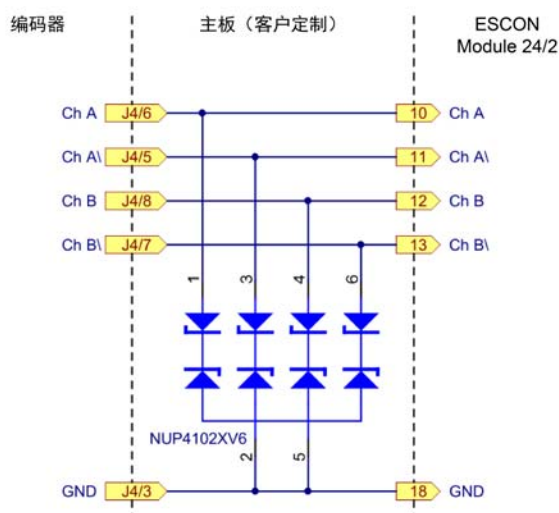 编码器
主板（客户定制）
ESCON
Module 24/2
Ch A J4/6 10 Ch A
Ch A\ J4/5 11 Ch A\
Ch B J4/8 12 Ch B
Ch B\ J4/7 13 Ch B\
1 3 4 6
NUP4102XV6
2 5
GND J4/3 18 GND